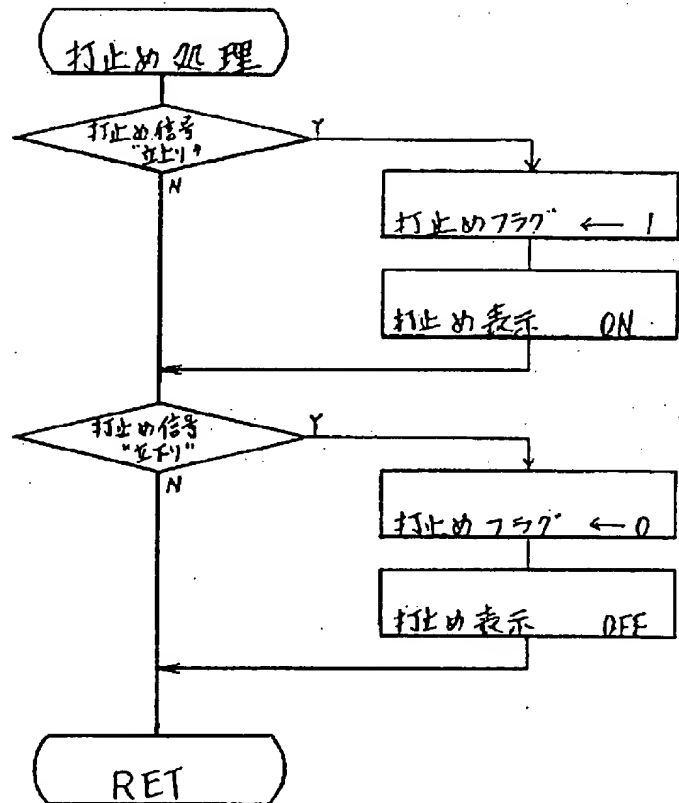 打止め処理
打止め信号
"立上り"
Y
N
打止めフラグ ← 1
打止め表示 ON
打止め信号
"立下り"
Y
N
打止めフラグ ← 0
打止め表示 OFF
RET